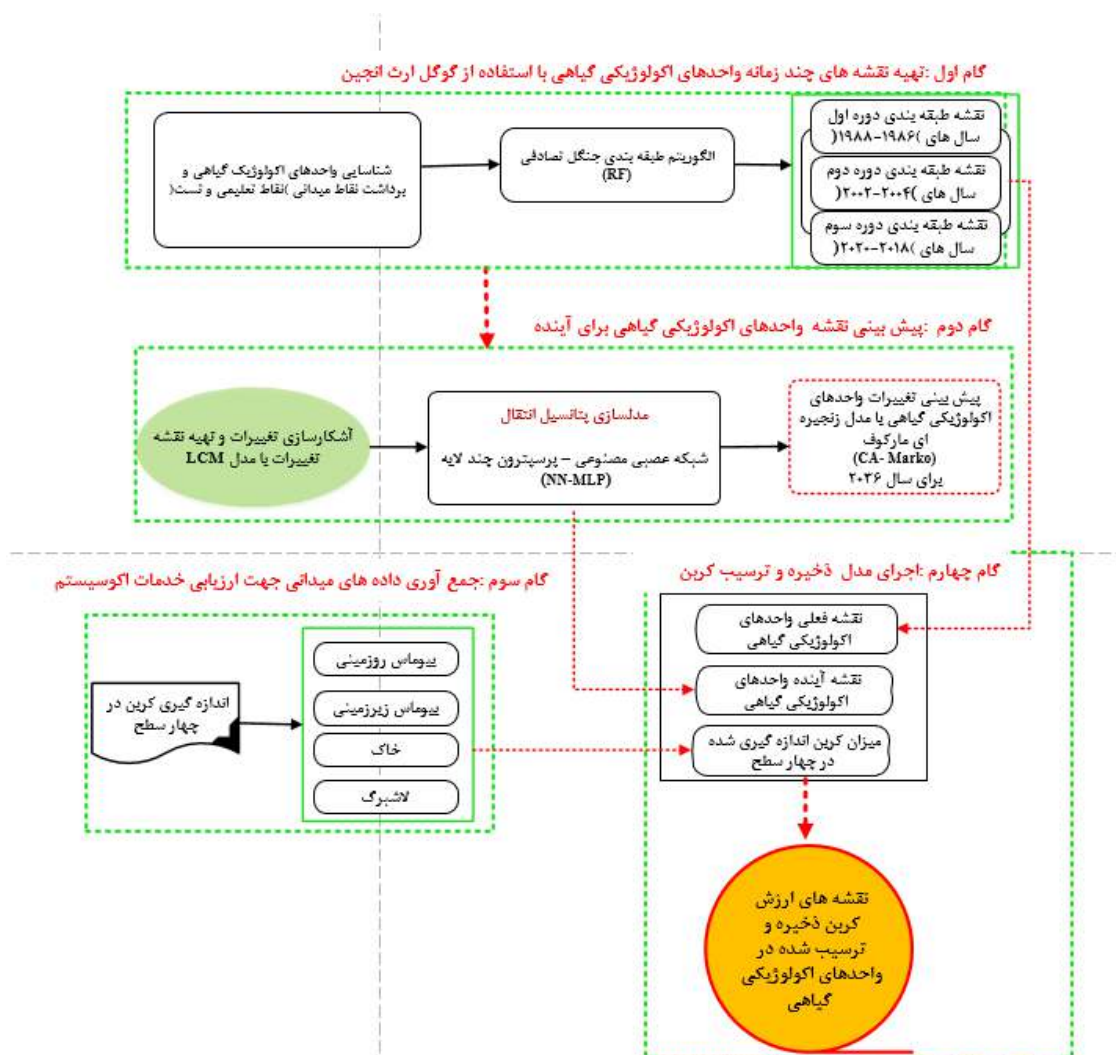 گام اول :تهیه نقشه های چند زمانه واحدهای اکولوژیکی گیاهی با استفاده از گوگل ارث انجین
شناسایی واحدهای اکولوژیک گیاهی و
برداشت نقاط میدانی )نقاط تعلیمی و تست(
الگوریتم طبقه بندی جنگل تصادفی
(RF)
نقشه طبقه بندی دوره اول
سال های )۱۹۸۶-۱۹۸۸(
نقشه طبقه بندی دوره دوم
سال های )۲۰۰۴-۲۰۰۲(
نقشه طبقه بندی دوره سوم
سال های )۲۰۱۸-۲۰۲۰(
گام دوم :پیش بینی نقشه واحدهای اکولوژیکی گیاهی برای آینده
آشکارسازی تغییرات و تهیه نقشه
تغییرات با مدل LCM
مدلسازی پتانسیل انتقال
شبکه عصبی مصنوعی – پرسپترون چند لایه
(NN-MLP)
پیش بینی تغییرات واحدهای
اکولوژیکی گیاهی با مدل زنجیره
ای مارکوف
(CA- Marko)
برای سال ۲۰۳۶
گام سوم :جمع آوری داده های میدانی جهت ارزیابی خدمات اکوسیستم
اندازه گیری کربن در
چهار سطح
بیوماس روزمینی
بیوماس زیرزمینی
خاک
لاشبرگ
گام چهارم :اجرای مدل ذخیره و ترسیب کربن
نقشه فعلی واحدهای
اکولوژیکی گیاهی
نقشه آینده واحدهای
اکولوژیکی گیاهی
میزان کربن اندازه گیری شده
در چهار سطح
نقشه های ارزش
کربن ذخیره و
ترسیب شده در
واحدهای اکولوژیکی
گیاهی